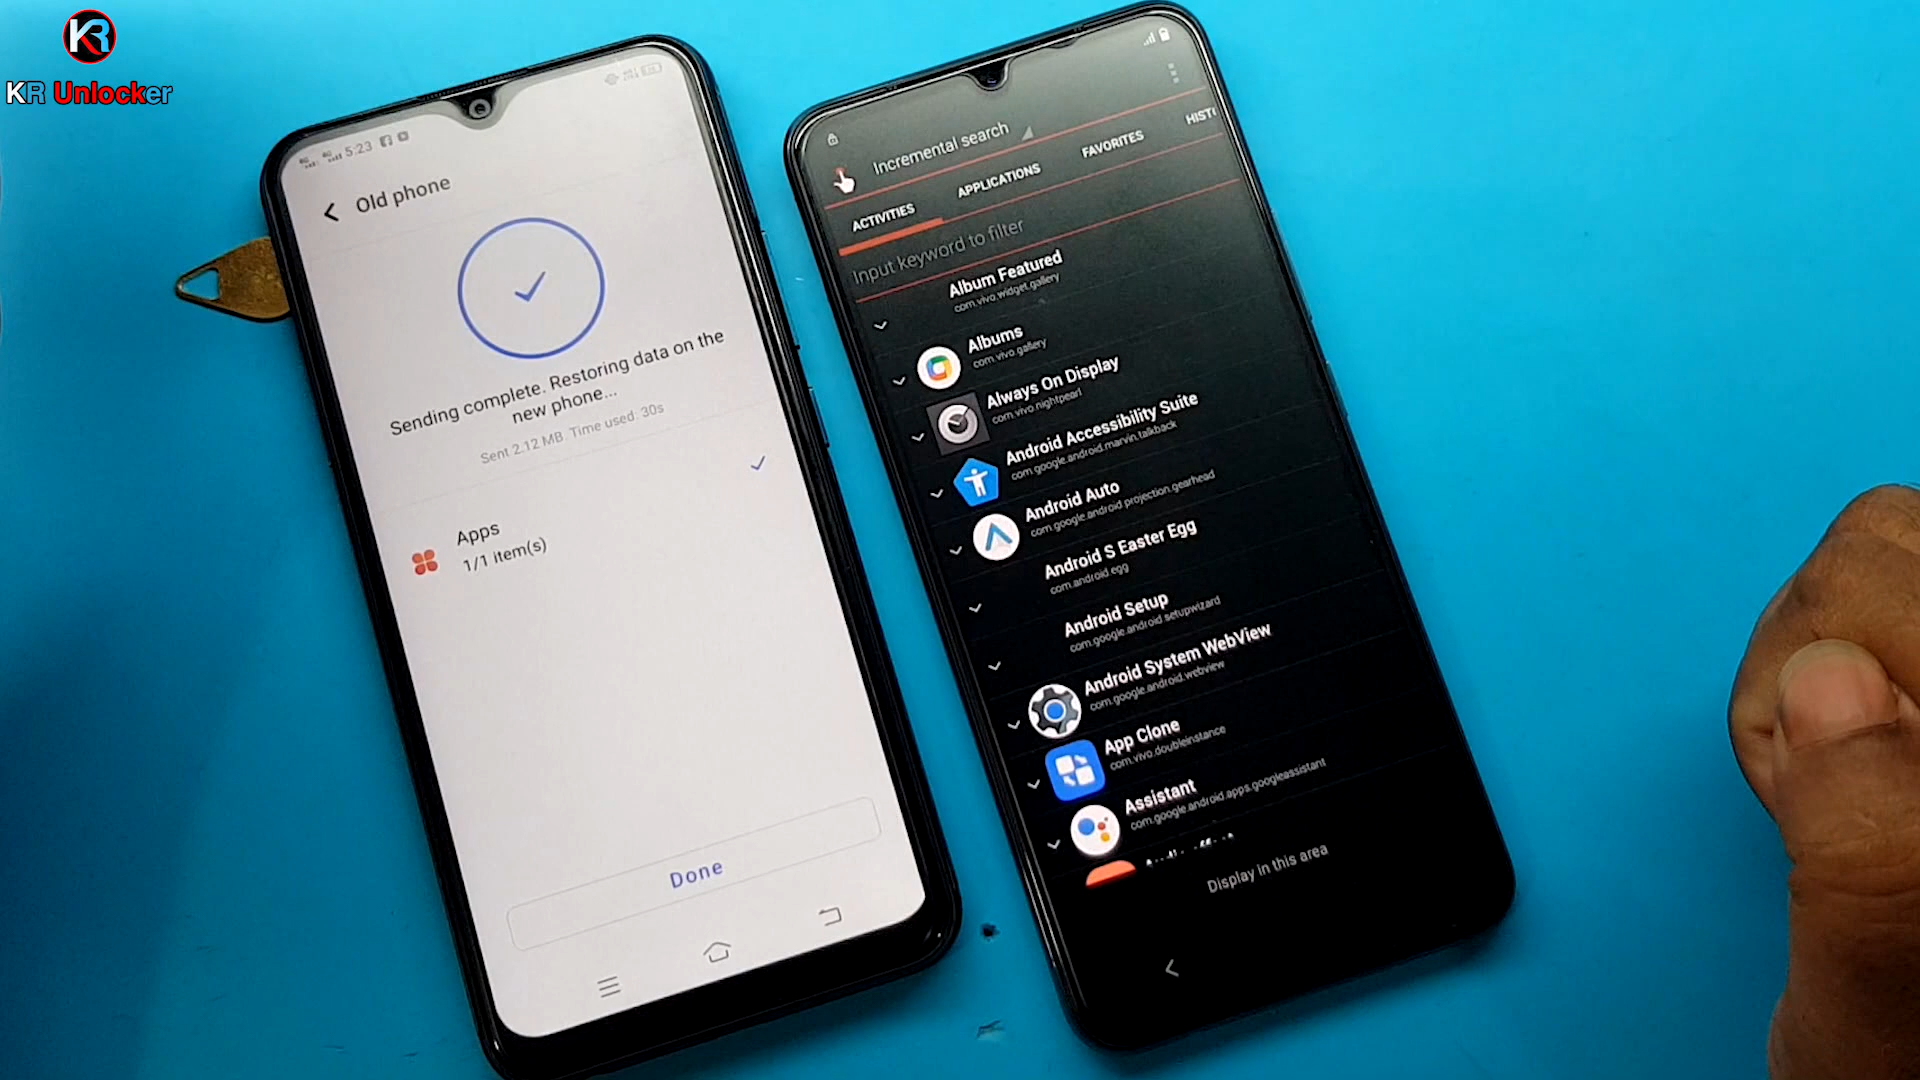 KR
KR Unlocker
5:23
Old phone
Sending complete. Restoring data on the
new phone...
Sent 2.12 MB. Time used: 30s
Apps
1/1 item(s)
Done
Incremental search
ACTIVITIES
APPLICATIONS
FAVORITES
Input keyword to filter
Album Featured
com.vivo.widget.gallery
Albums
com.vivo.gallery
Always On Display
com.vivo.nightpearl
Android Accessibility Suite
com.google.android.marvin.talkback
Android Auto
com.google.android.projection.gearhead
Android S Easter Egg
com.android.egg
Android Setup
com.google.android.setupwizard
Android System WebView
com.google.android.webview
App Clone
com.vivo.doubleinstance
Assistant
com.google.android.apps.googleassistant
Display in this area